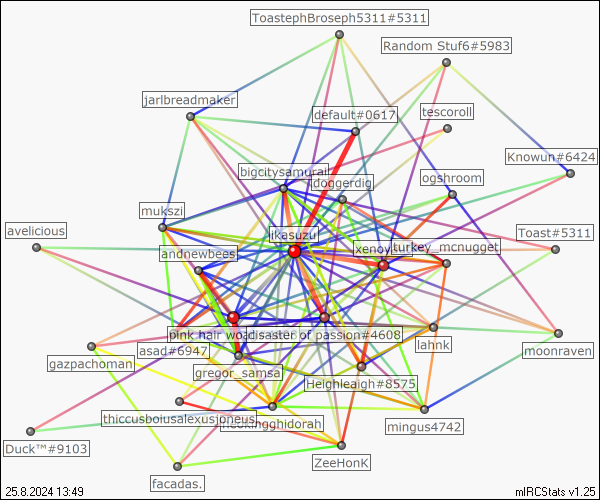 ToastephBroseph5311#5311
Random Stuf6#5983
jarlbreadmaker
default#0617
tescoroll
bigcitysamurai
doggerdig
ogshroom
Knowun#6424
mukszi
avelicious
ikasuzu
xenoy
turkey_mcnugget
Toast#5311
andnewbees
pink hair wo
disaster of passion#4608
lahnk
moonraven
asad#6947
gazpachoman
gregor_samsa
Heighleaigh#8575
thiccusboiusalexusjoneus
ingghidorah
mingus4742
Duck™#9103
ZeeHonK
facadas.
25.8.2024 13:49
mIRCStats v1.25